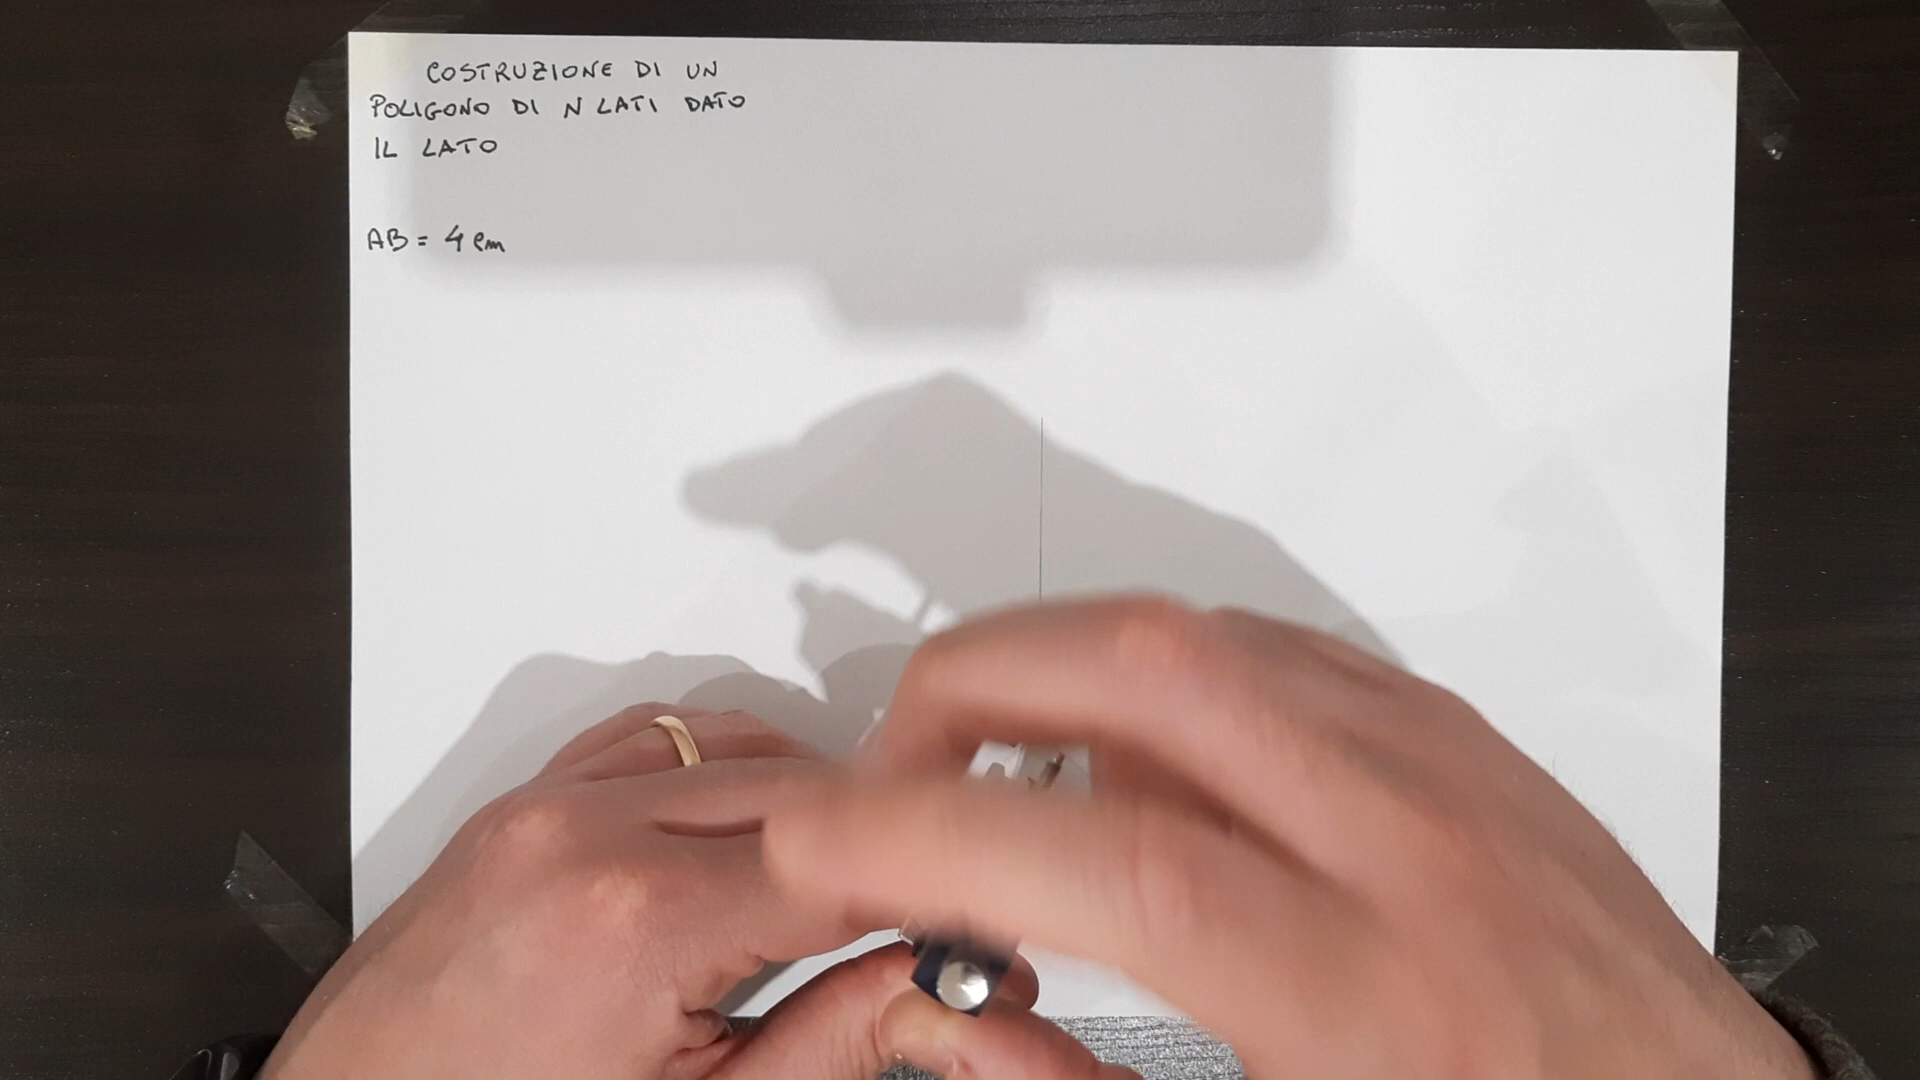 COSTRUZIONE DI UN
POLIGONO DI N LATI DATO
IL LATO
AB = 4 cm